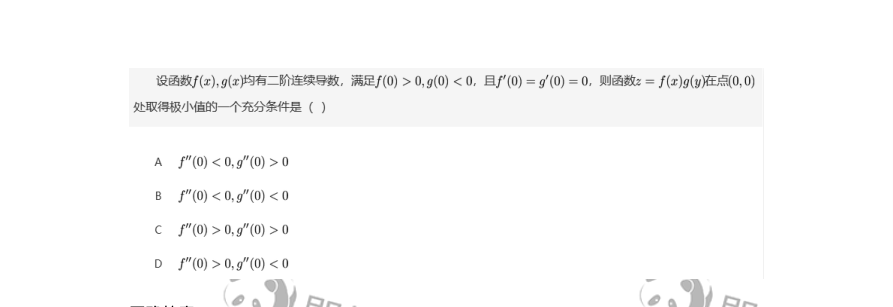 设函数f(x), g(x)均有二阶连续导数，满足f(0) > 0, g(0) < 0，且f′(0) = g′(0) = 0，则函数z = f(x)g(y)在点(0, 0)
处取得极小值的一个充分条件是（ ）
A f″(0) < 0, g″(0) > 0
B f″(0) < 0, g″(0) < 0
C f″(0) > 0, g″(0) > 0
D f″(0) > 0, g″(0) < 0